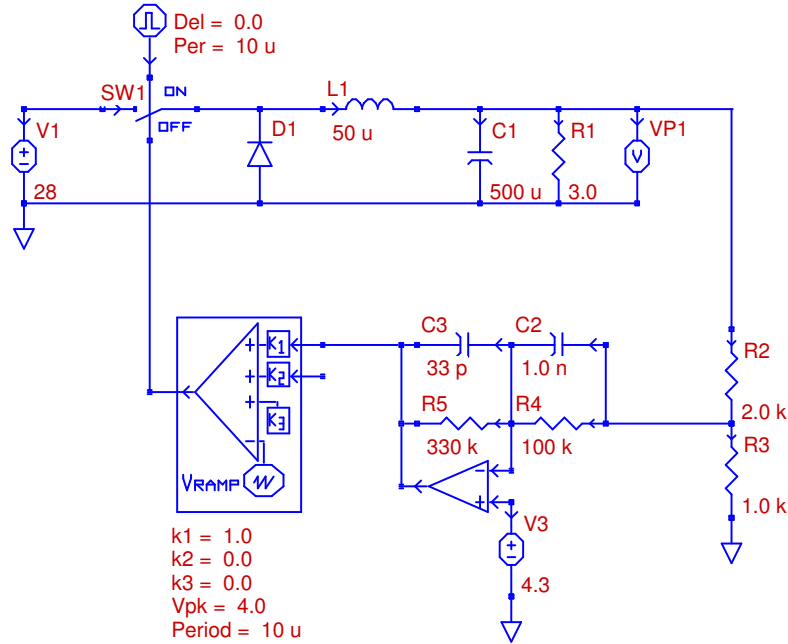 Del = 0.0
Per = 10 u
SW1
ON
OFF
V1
28
D1
L1
50 u
C1
500 u
R1
3.0
VP1
V
R2
2.0 k
R3
1.0 k
C3
33 p
C2
1.0 n
R5
330 k
R4
100 k
V3
4.3
K1
K2
K3
VRAMP
k1 = 1.0
k2 = 0.0
k3 = 0.0
Vpk = 4.0
Period = 10 u